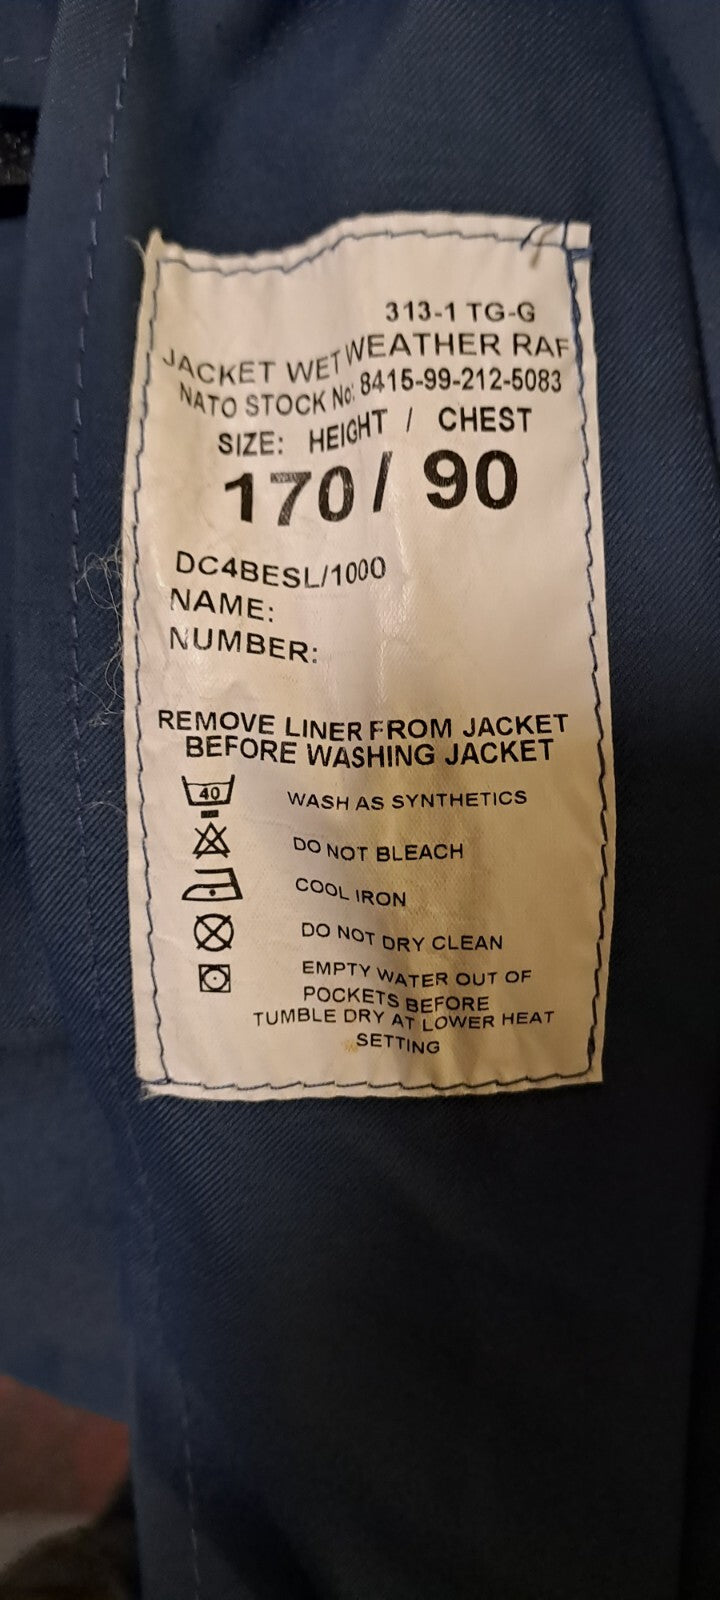 313-1 TG-G
JACKET WET WEATHER RAF
NATO STOCK No: 8415-99-212-5083
SIZE: HEIGHT / CHEST
170 / 90
DC4BESL/1000
NAME:
NUMBER:
REMOVE LINER FROM JACKET
BEFORE WASHING JACKET
40 WASH AS SYNTHETICS
DO NOT BLEACH
COOL IRON
DO NOT DRY CLEAN
EMPTY WATER OUT OF
POCKETS BEFORE
TUMBLE DRY AT LOWER HEAT
SETTING